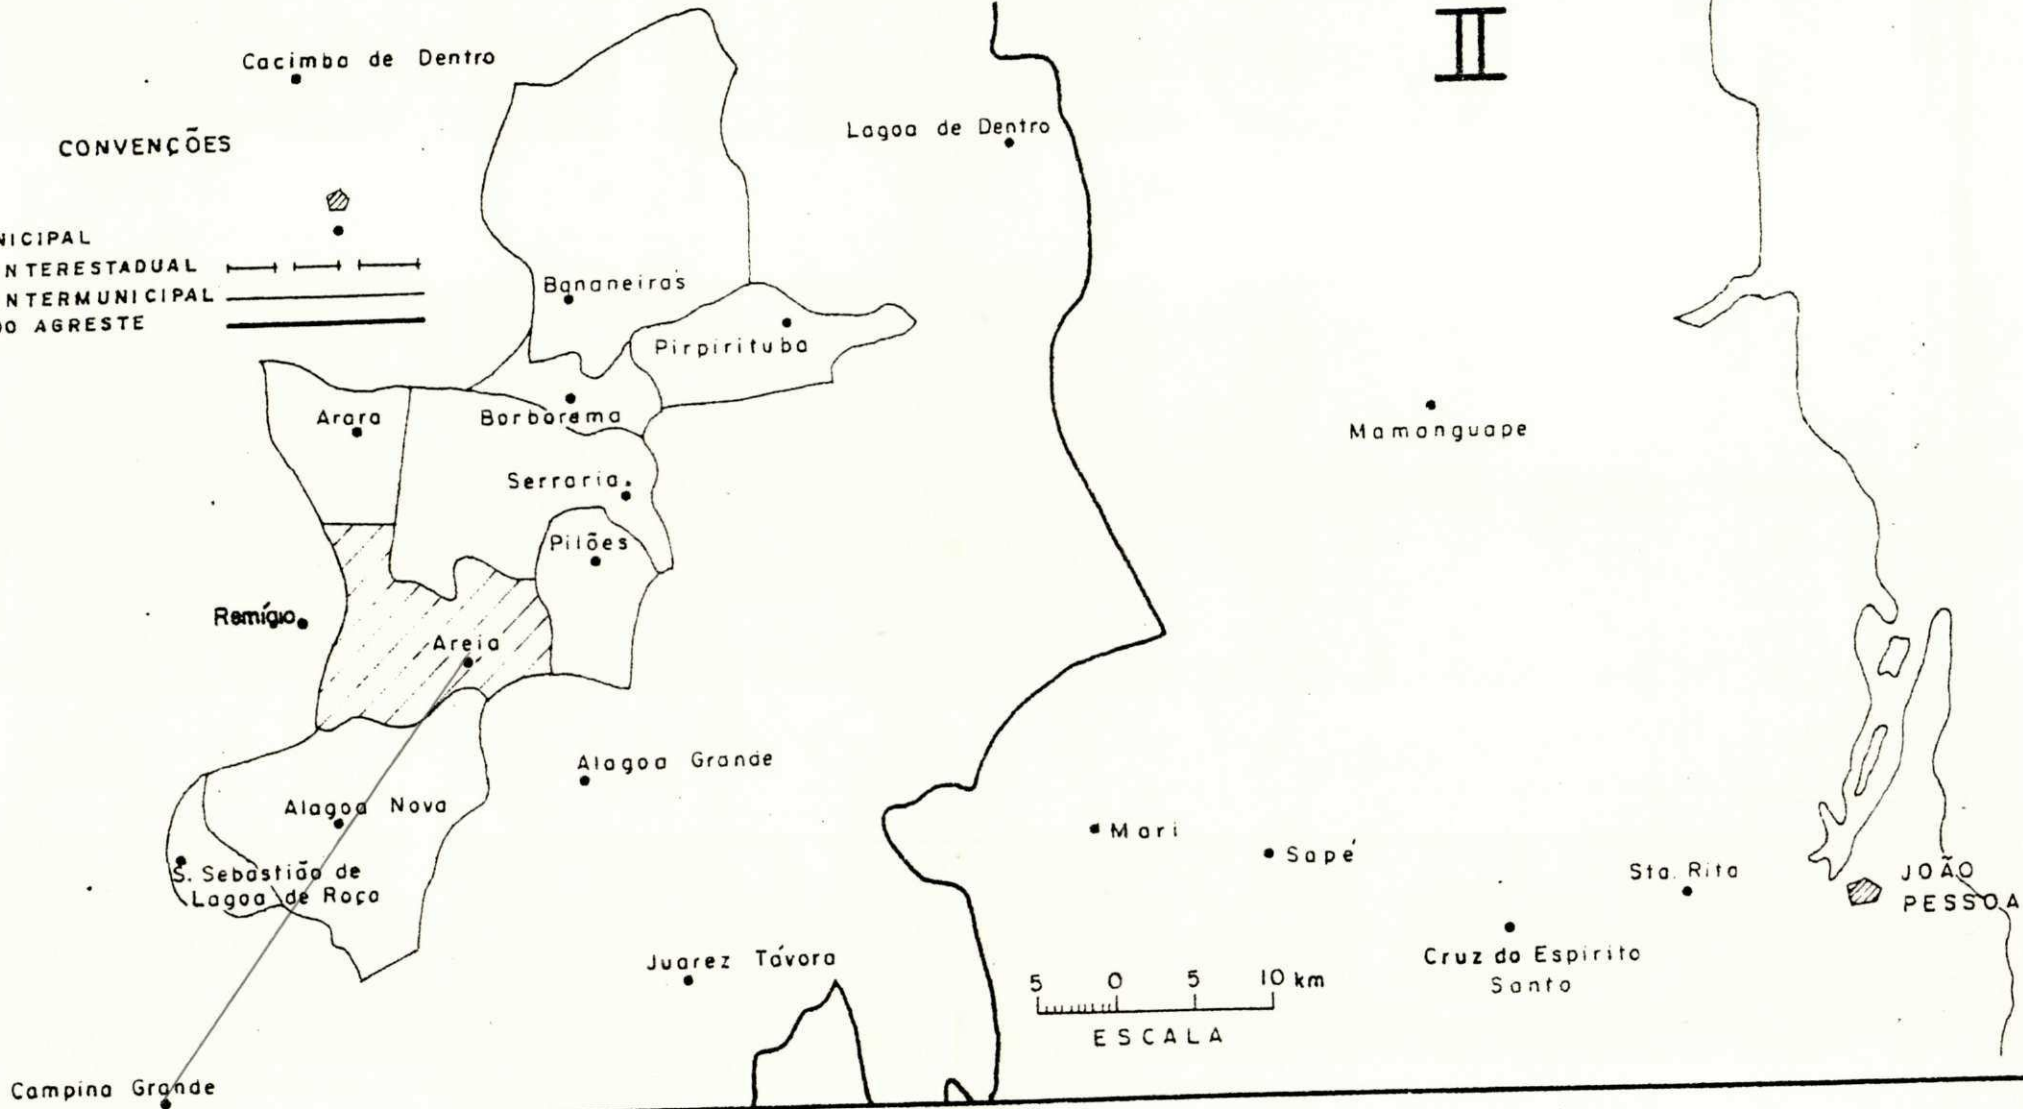 II
Cacimba de Dentro
CONVENÇÕES
Lagoa de Dentro
NICIPAL
NTERESTADUAL
NTERMUNICIPAL
DO AGRESTE
Bananeiras
Pirpirituba
Arara
Borborema
Mamanguape
Serraria
Pilões
Remígio
Areia
Alagoa Grande
Alagoa Nova
Mari
Sapé
S. Sebastião de
Lagoa de Roça
Sta. Rita
JOÃO
PESSOA
Juarez Távora
Cruz do Espirito
Santo
5 0 5 10 km
ESCALA
Campina Grande